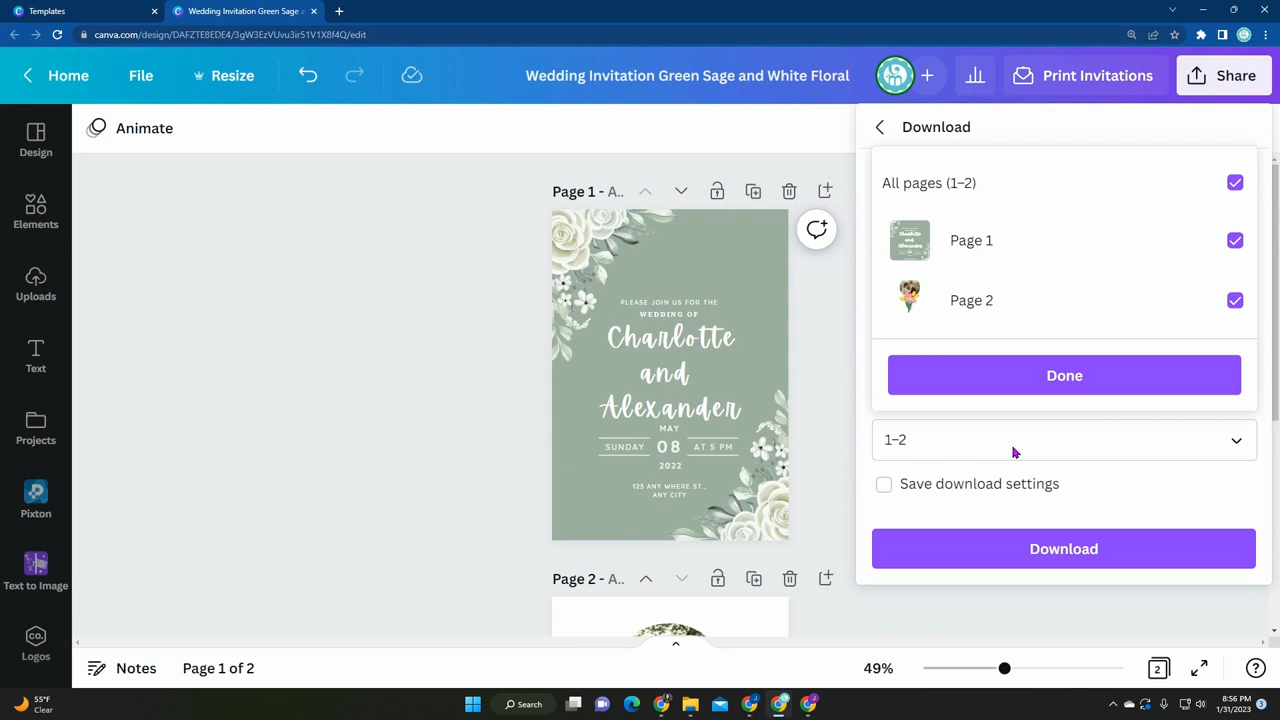 Templates
Wedding Invitation Green Sage a
canva.com/design/DAFZTE8EDE4/3gW3EzVUvu3ir51V1X8f4Q/edit
Home
File
Resize
Wedding Invitation Green Sage and White Floral
Print Invitations
Share
Design
Elements
Uploads
Text
Projects
Pixton
Text to Image
CO.
Logos
Animate
Page 1 - A..
PLEASE JOIN US FOR THE
WEDDING OF
Charlotte
and
Alexander
MAY
SUNDAY 08 AT 5 PM
2022
123 ANY WHERE ST.,
ANY CITY
Page 2 - A..
Download
All pages (1–2)
Page 1
Page 2
Done
1–2
Save download settings
Download
Notes
Page 1 of 2
49%
2
55°F
Clear
Search
8:56 PM
1/31/2023
3